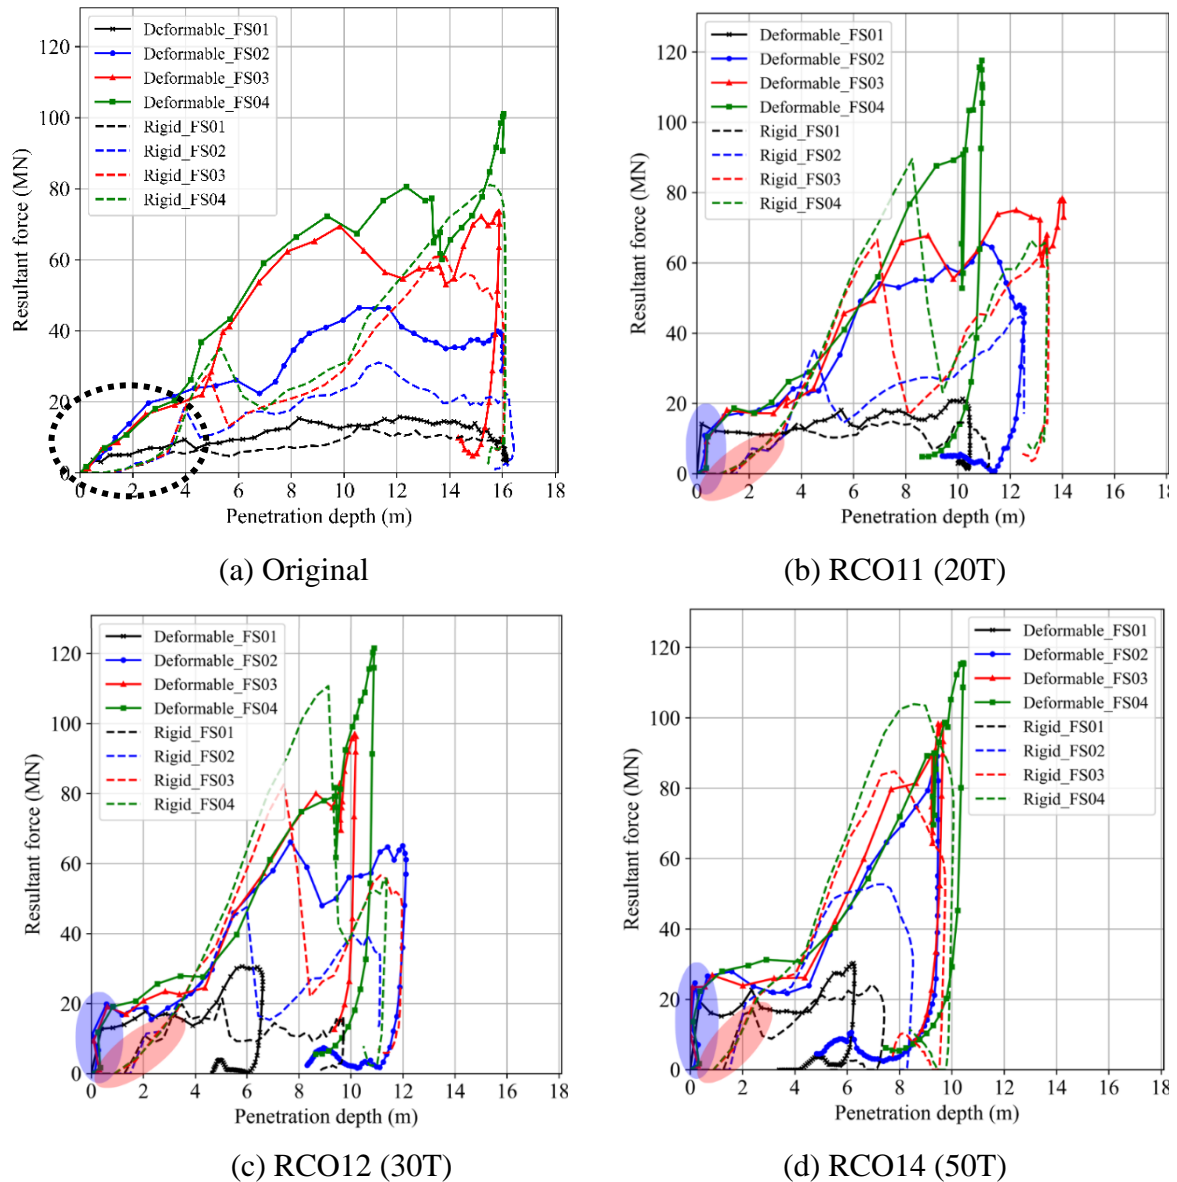 120
100
80
60
40
20
0
Resultant force (MN)
Deformable_FS01
Deformable_FS02
Deformable_FS03
Deformable_FS04
Rigid_FS01
Rigid_FS02
Rigid_FS03
Rigid_FS04
2 4 6 8 10 12 14 16 18
Penetration depth (m)
(a) Original
120
100
80
60
40
20
0
Resultant force (MN)
Deformable_FS01
Deformable_FS02
Deformable_FS03
Deformable_FS04
Rigid_FS01
Rigid_FS02
Rigid_FS03
Rigid_FS04
0 2 4 6 8 10 12 14 16
Penetration depth (m)
(b) RCO11 (20T)
120
100
80
60
40
20
0
Resultant force (MN)
Deformable_FS01
Deformable_FS02
Deformable_FS03
Deformable_FS04
Rigid_FS01
Rigid_FS02
Rigid_FS03
Rigid_FS04
0 2 4 6 8 10 12 14 16 18
Penetration depth (m)
(c) RCO12 (30T)
120
100
80
60
40
20
0
Resultant force (MN)
Deformable_FS01
Deformable_FS02
Deformable_FS03
Deformable_FS04
Rigid_FS01
Rigid_FS02
Rigid_FS03
Rigid_FS04
0 2 4 6 8 10 12 14 16 18
Penetration depth (m)
(d) RCO14 (50T)